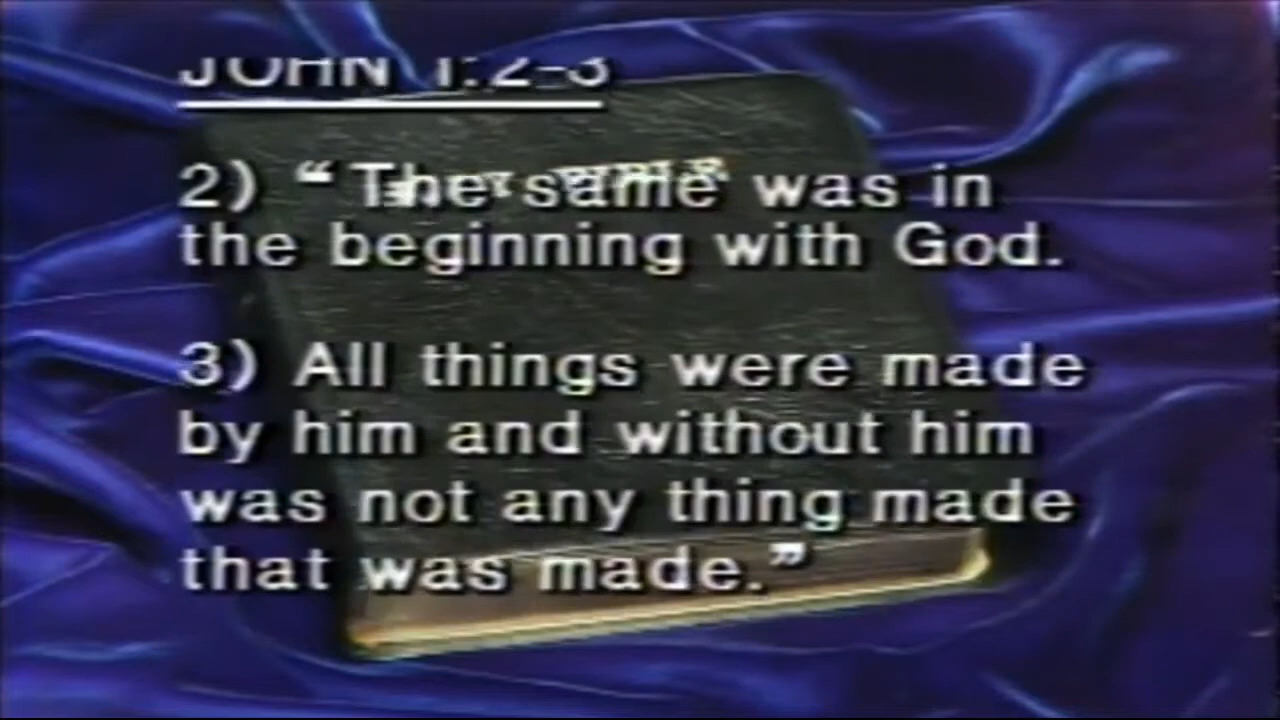 JOHN 1:2-3
2) “The same was in
the beginning with God.
3) All things were made
by him and without him
was not any thing made
that was made.”